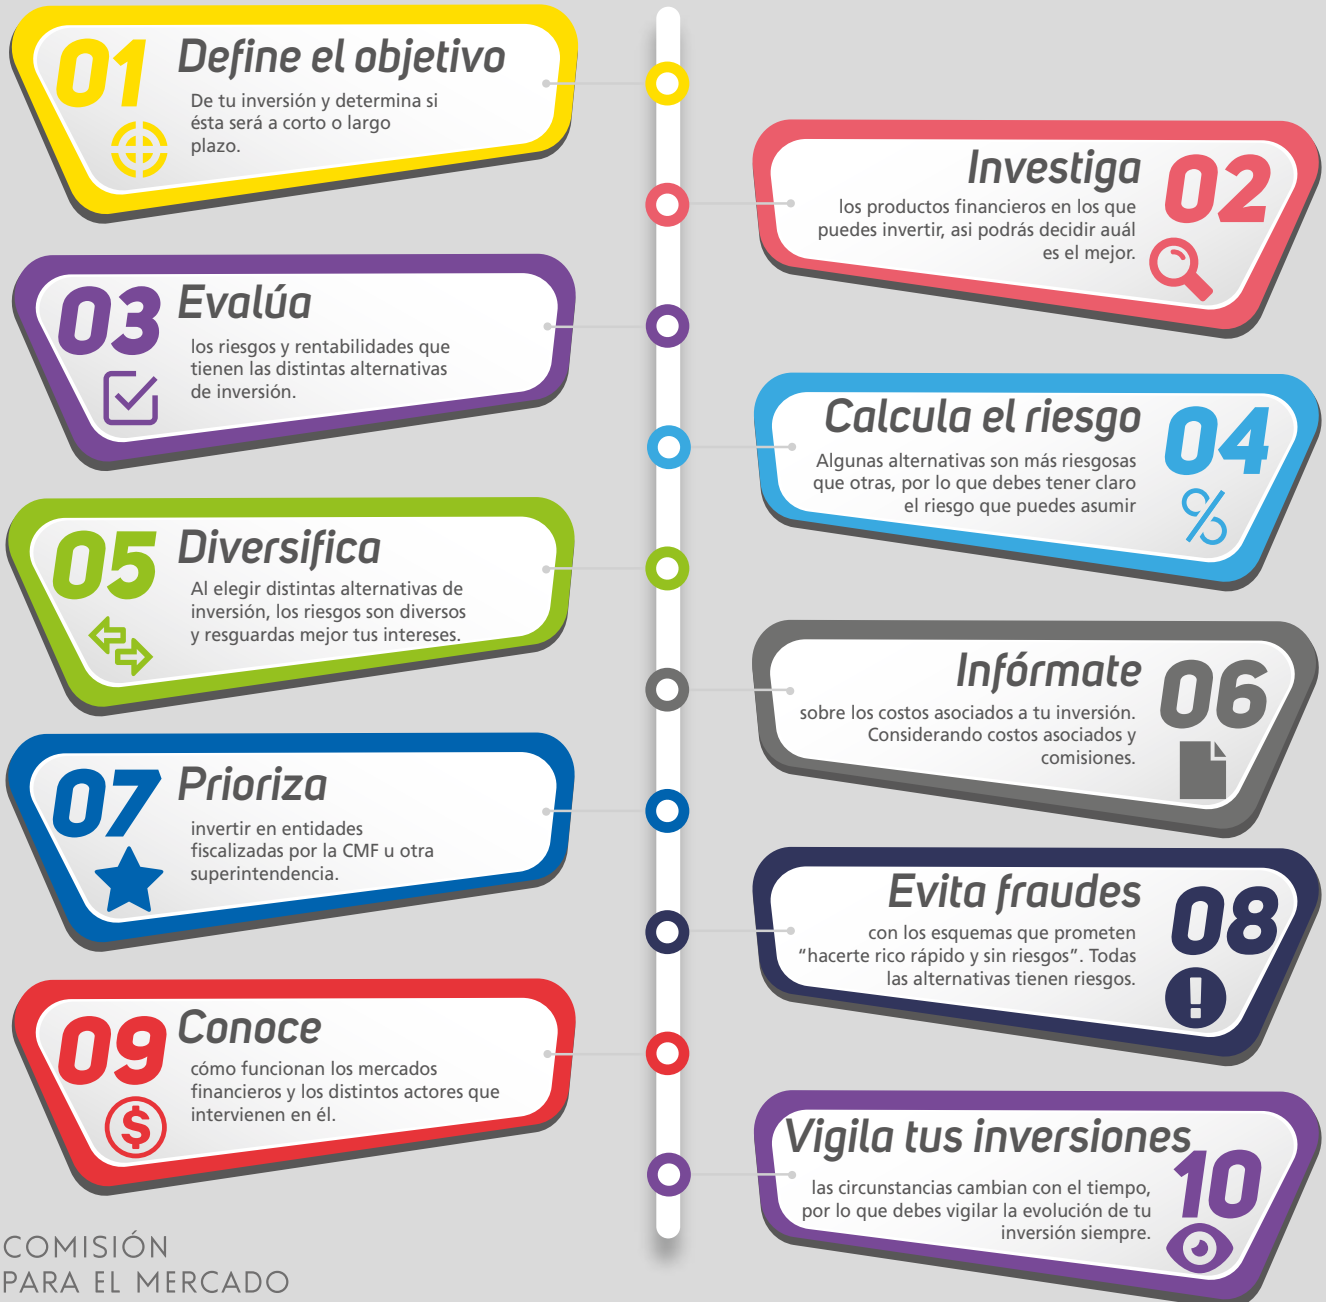 01
Define el objetivo
De tu inversión y determina si
ésta será a corto o largo
plazo.
Investiga
02
los productos financieros en los que
puedes invertir, asi podrás decidir auál
es el mejor.
03
Evalúa
los riesgos y rentabilidades que
tienen las distintas alternativas
de inversión.
Calcula el riesgo
04
Algunas alternativas son más riesgosas
que otras, por lo que debes tener claro
el riesgo que puedes asumir
05
Diversifica
Al elegir distintas alternativas de
inversión, los riesgos son diversos
y resguardas mejor tus intereses.
Infórmate
06
sobre los costos asociados a tu inversión.
Considerando costos asociados y
comisiones.
07
Prioriza
invertir en entidades
fiscalizadas por la CMF u otra
superintendencia.
Evita fraudes
08
con los esquemas que prometen
“hacerte rico rápido y sin riesgos”. Todas
las alternativas tienen riesgos.
09
Conoce
cómo funcionan los mercados
financieros y los distintos actores que
intervienen en él.
Vigila tus inversiones
10
las circunstancias cambian con el tiempo,
por lo que debes vigilar la evolución de tu
inversión siempre.
COMISIÓN
PARA EL MERCADO